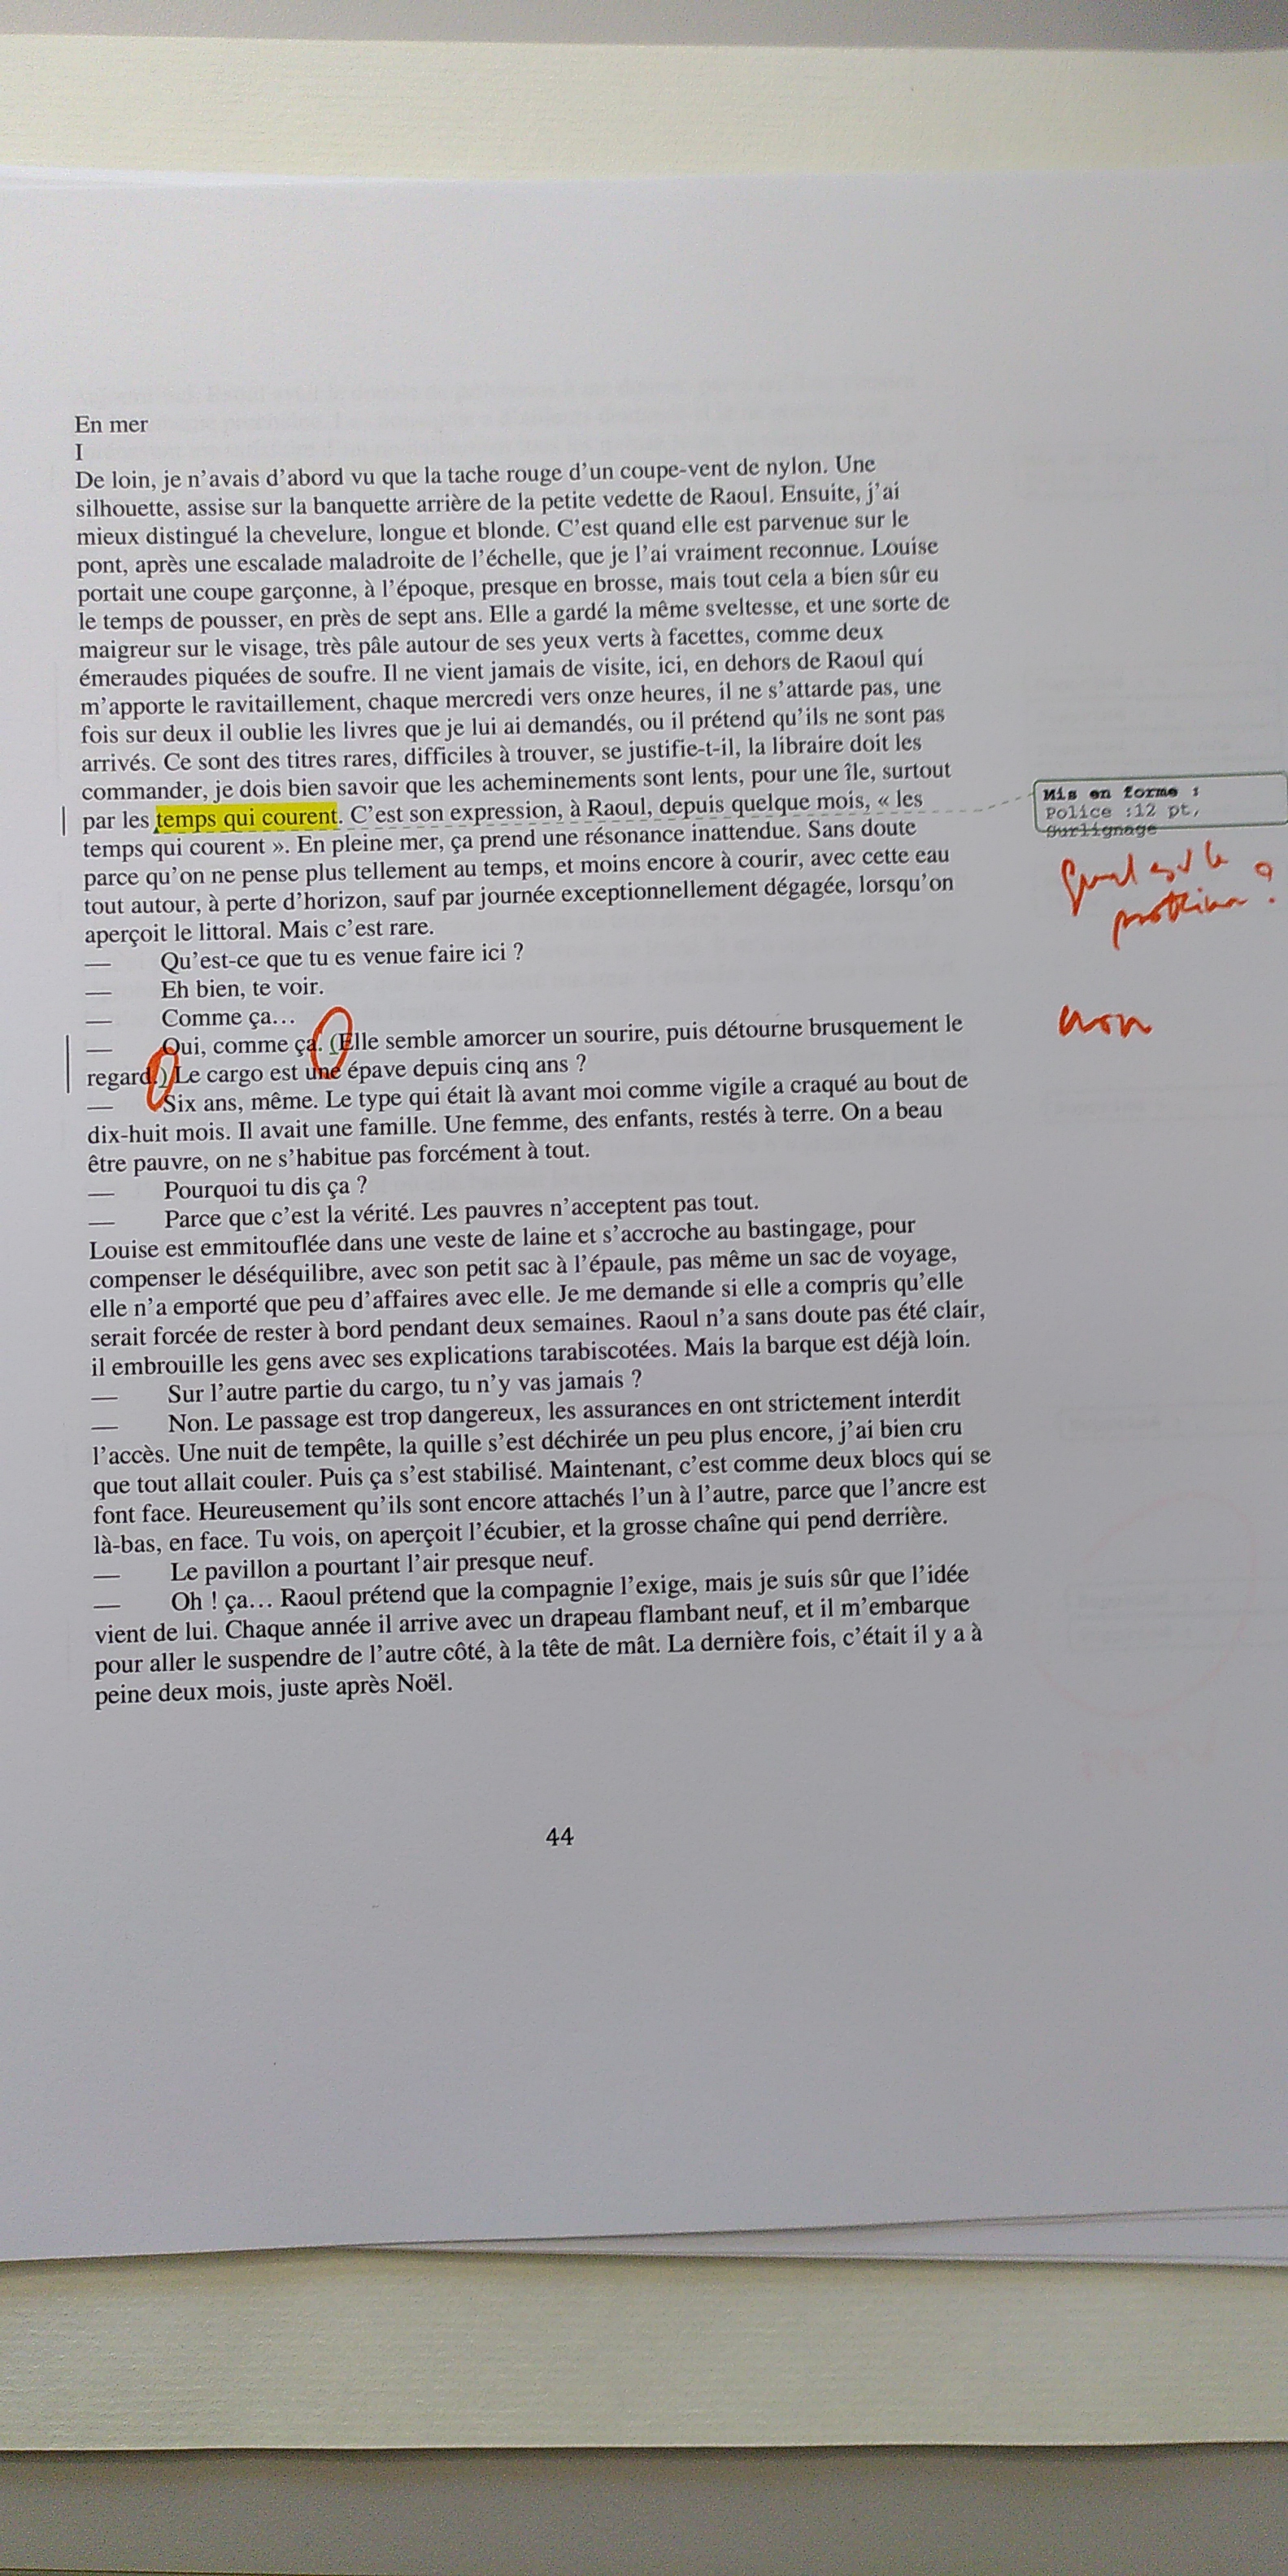 En mer
I
De loin, je n’avais d’abord vu que la tache rouge d’un coupe-vent de nylon. Une
silhouette, assise sur la banquette arrière de la petite vedette de Raoul. Ensuite, j’ai
mieux distingué la chevelure, longue et blonde. C’est quand elle est parvenue sur le
pont, après une escalade maladroite de l’échelle, que je l’ai vraiment reconnue. Louise
portait une coupe garçonne, à l’époque, presque en brosse, mais tout cela a bien sûr eu
le temps de pousser, en près de sept ans. Elle a gardé la même sveltesse, et une sorte de
maigreur sur le visage, très pâle autour de ses yeux verts à facettes, comme deux
émeraudes piquées de soufre. Il ne vient jamais de visite, ici, en dehors de Raoul qui
m’apporte le ravitaillement, chaque mercredi vers onze heures, il ne s’attarde pas, une
fois sur deux il oublie les livres que je lui ai demandés, ou il prétend qu’ils ne sont pas
arrivés. Ce sont des titres rares, difficiles à trouver, se justifie-t-il, la libraire doit les
commander, je dois bien savoir que les acheminements sont lents, pour une île, surtout
par les temps qui courent. C’est son expression, à Raoul, depuis quelque mois, « les
temps qui courent ». En pleine mer, ça prend une résonance inattendue. Sans doute
parce qu’on ne pense plus tellement au temps, et moins encore à courir, avec cette eau
tout autour, à perte d’horizon, sauf par journée exceptionnellement dégagée, lorsqu’on
aperçoit le littoral. Mais c’est rare.
— Qu’est-ce que tu es venue faire ici ?
— Eh bien, te voir.
— Comme ça…
— Oui, comme ça. (Elle semble amorcer un sourire, puis détourne brusquement le
regard.) Le cargo est une épave depuis cinq ans ?
— Six ans, même. Le type qui était là avant moi comme vigile a craqué au bout de
dix-huit mois. Il avait une famille. Une femme, des enfants, restés à terre. On a beau
être pauvre, on ne s’habitue pas forcément à tout.
— Pourquoi tu dis ça ?
— Parce que c’est la vérité. Les pauvres n’acceptent pas tout.
Louise est emmitouflée dans une veste de laine et s’accroche au bastingage, pour
compenser le déséquilibre, avec son petit sac à l’épaule, pas même un sac de voyage,
elle n’a emporté que peu d’affaires avec elle. Je me demande si elle a compris qu’elle
serait forcée de rester à bord pendant deux semaines. Raoul n’a sans doute pas été clair,
il embrouille les gens avec ses explications tarabiscotées. Mais la barque est déjà loin.
— Sur l’autre partie du cargo, tu n’y vas jamais ?
— Non. Le passage est trop dangereux, les assurances en ont strictement interdit
l’accès. Une nuit de tempête, la quille s’est déchirée un peu plus encore, j’ai bien cru
que tout allait couler. Puis ça s’est stabilisé. Maintenant, c’est comme deux blocs qui se
font face. Heureusement qu’ils sont encore attachés l’un à l’autre, parce que l’ancre est
là-bas, en face. Tu vois, on aperçoit l’écubier, et la grosse chaîne qui pend derrière.
— Le pavillon a pourtant l’air presque neuf.
— Oh ! ça… Raoul prétend que la compagnie l’exige, mais je suis sûr que l’idée
vient de lui. Chaque année il arrive avec un drapeau flambant neuf, et il m’embarque
pour aller le suspendre de l’autre côté, à la tête de mât. La dernière fois, c’était il y a à
peine deux mois, juste après Noël.
44
Mis en forme :
Police :12 pt,
Surlignage
Quel est le
problème ?
non